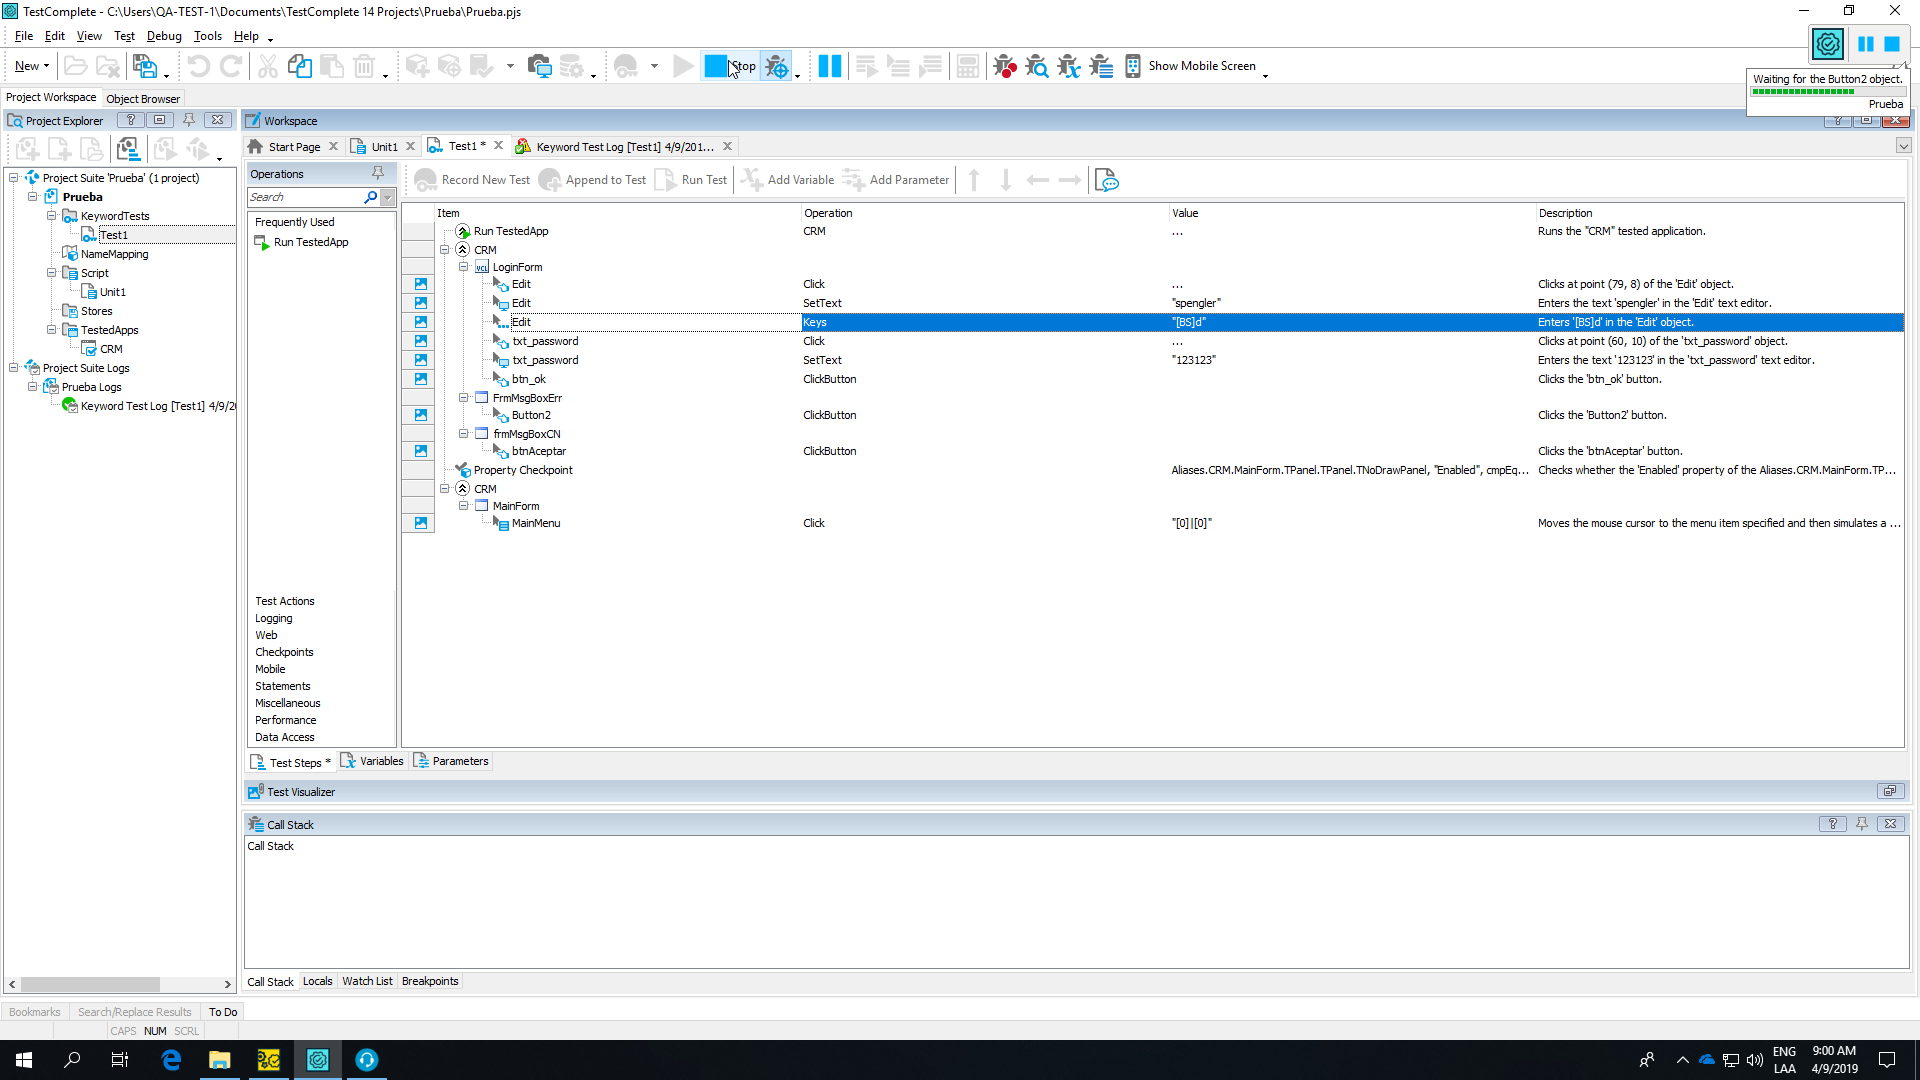 TestComplete - C:\Users\QA-TEST-1\Documents\TestComplete 14 Projects\Prueba\Prueba.pjs
File Edit View Test Debug Tools Help
New Stop Show Mobile Screen
Waiting for the Button2 object.
Prueba
Project Workspace Object Browser
Project Explorer
Workspace
Start Page Unit1 Test1 * Keyword Test Log [Test1] 4/9/201...
Operations
Search
Record New Test Append to Test Run Test Add Variable Add Parameter
Project Suite 'Prueba' (1 project)
Prueba
KeywordTests
Test1
NameMapping
Script
Unit1
Stores
TestedApps
CRM
Project Suite Logs
Prueba Logs
Keyword Test Log [Test1] 4/9/20
Frequently Used
Run TestedApp
Test Actions
Logging
Web
Checkpoints
Mobile
Statements
Miscellaneous
Performance
Data Access
Item Operation Value Description
Run TestedApp CRM ... Runs the "CRM" tested application.
CRM
LoginForm
Edit Click ... Clicks at point (79, 8) of the 'Edit' object.
Edit SetText "spengler" Enters the text 'spengler' in the 'Edit' text editor.
Edit Keys "[BS]d" Enters '[BS]d' in the 'Edit' object.
txt_password Click ... Clicks at point (60, 10) of the 'txt_password' object.
txt_password SetText "123123" Enters the text '123123' in the 'txt_password' text editor.
btn_ok ClickButton Clicks the 'btn_ok' button.
FrmMsgBoxErr
Button2 ClickButton Clicks the 'Button2' button.
frmMsgBoxCN
btnAceptar ClickButton Clicks the 'btnAceptar' button.
Property Checkpoint Aliases.CRM.MainForm.TPanel.TPanel.TNoDrawPanel, "Enabled", cmpEq... Checks whether the 'Enabled' property of the Aliases.CRM.MainForm.TP...
CRM
MainForm
MainMenu Click "[0]|[0]" Moves the mouse cursor to the menu item specified and then simulates a ...
Test Steps * Variables Parameters
Test Visualizer
Call Stack
Call Stack
Call Stack Locals Watch List Breakpoints
Bookmarks Search/Replace Results To Do
CAPS NUM SCRL
ENG
LAA
9:00 AM
4/9/2019